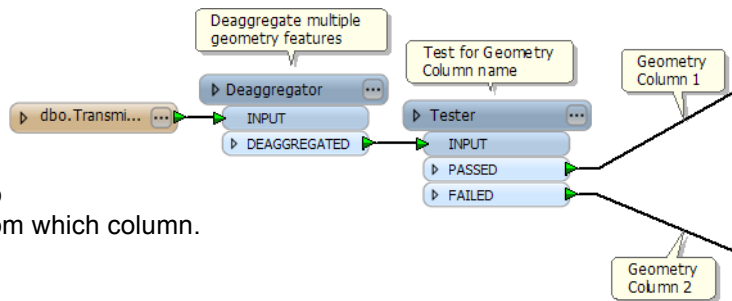 Deaggregate multiple
geometry features
Test for Geometry
Column name
Geometry
Column 1
Deaggregator
dbo.Transmi...
INPUT
DEAGGREGATED
Tester
INPUT
PASSED
FAILED
which column.
Geometry
Column 2